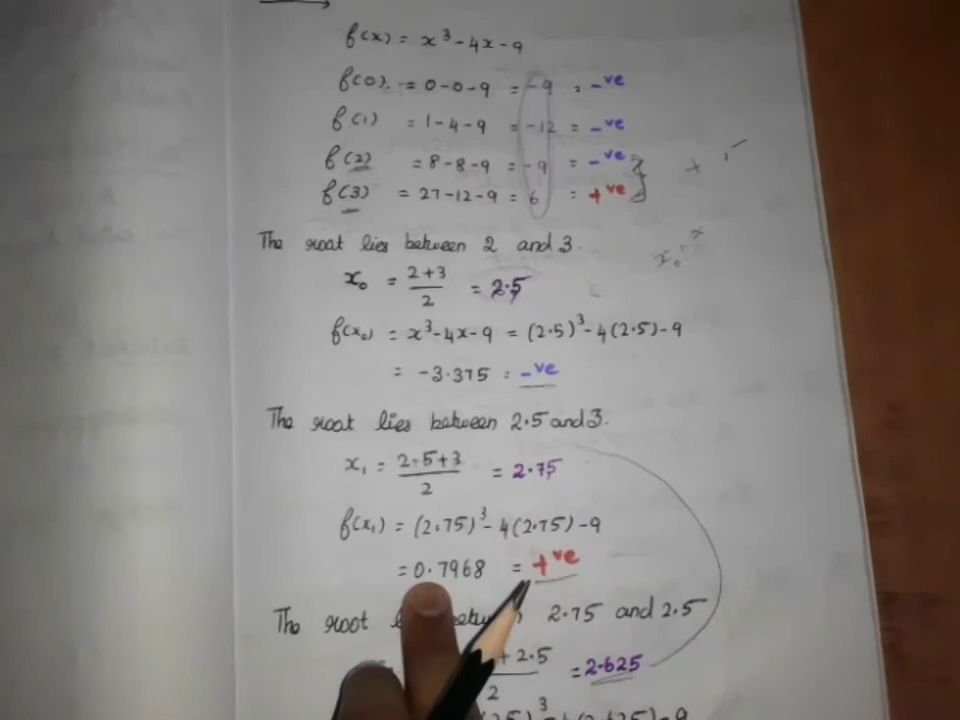 f(x) = x³ - 4x - 9
f(0) = 0 - 0 - 9 = -9 , -ve
f(1) = 1 - 4 - 9 = -12 = -ve
f(2) = 8 - 8 - 9 = -9 = -ve
f(3) = 27 - 12 - 9 = 6 = +ve
+ , -
The root lies between 2 and 3.
x₀ = 2+3/2 = 2.5
f(x₀) = x³ - 4x - 9 = (2.5)³ - 4(2.5) - 9
= -3.375 = -ve
The root lies between 2.5 and 3.
x₁ = 2.5+3/2 = 2.75
f(x₁) = (2.75)³ - 4(2.75) - 9
= 0.7968 = +ve
The root 2.75 and 2.5
+ 2.5/2 = 2.625